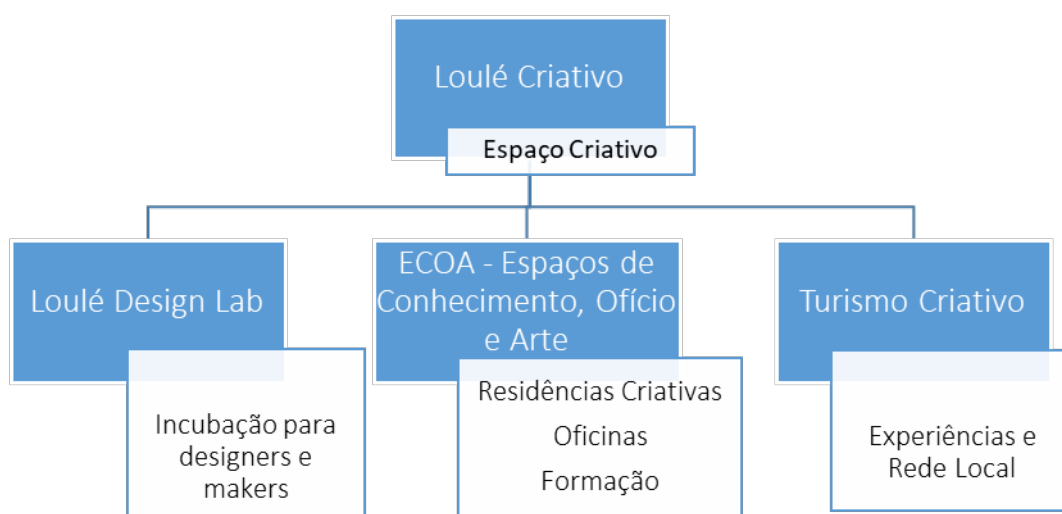 Loulé Criativo
Espaço Criativo
Loulé Design Lab
Incubação para
designers e
makers
ECOA - Espaços de
Conhecimento, Ofício
e Arte
Residências Criativas
Oficinas
Formação
Turismo Criativo
Experiências e
Rede Local